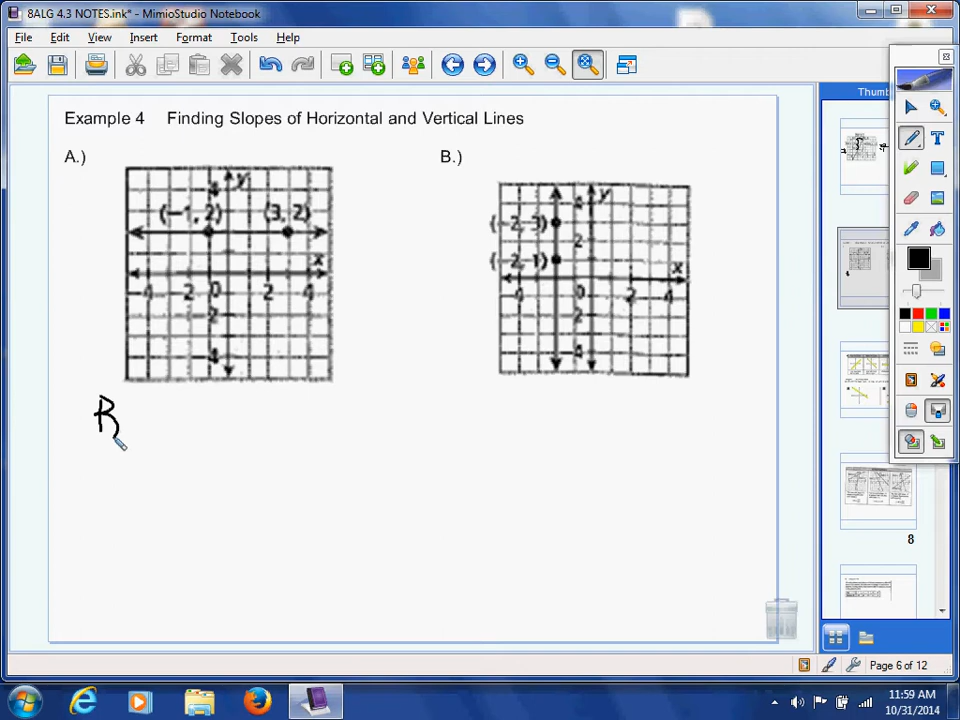 8ALG 4.3 NOTES.ink* - MimioStudio Notebook
File Edit View Insert Format Tools Help
Example 4 Finding Slopes of Horizontal and Vertical Lines
A.) B.)
y
4
(−1, 2) (3, 2)
x
-4 -2 0 2 4
-2
-4
y
4
(−2, 3)
2
(−2, 1)
x
-4 0 2 4
-2
-4
R
Thumb
T
8
Page 6 of 12
11:59 AM
10/31/2014